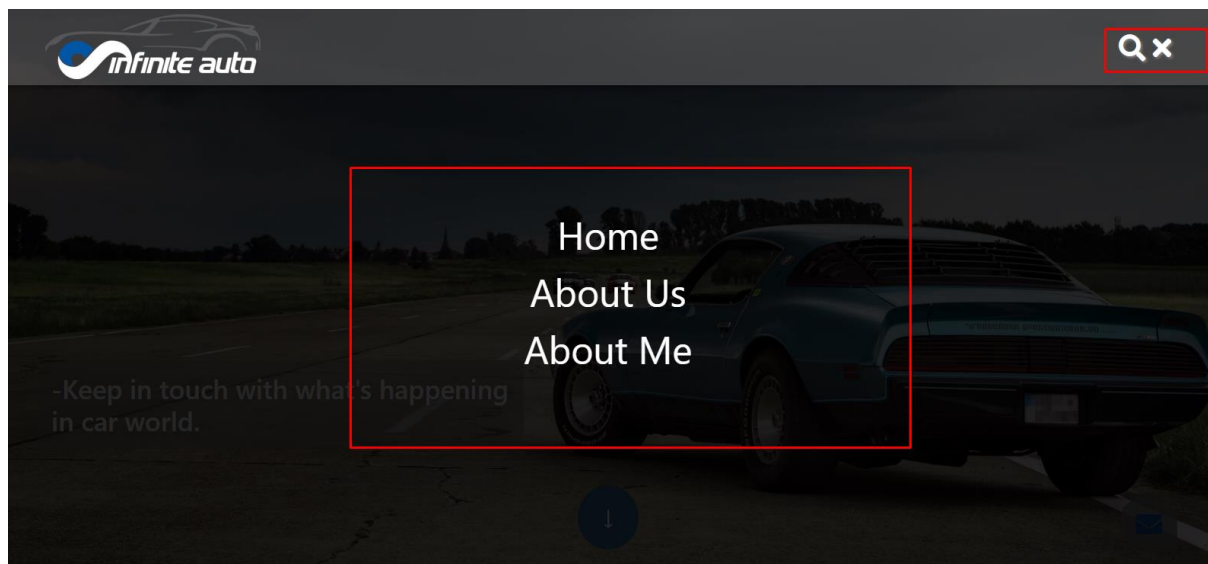 infinite auto
Home
About Us
About Me
-Keep in touch with what's happening
in car world.